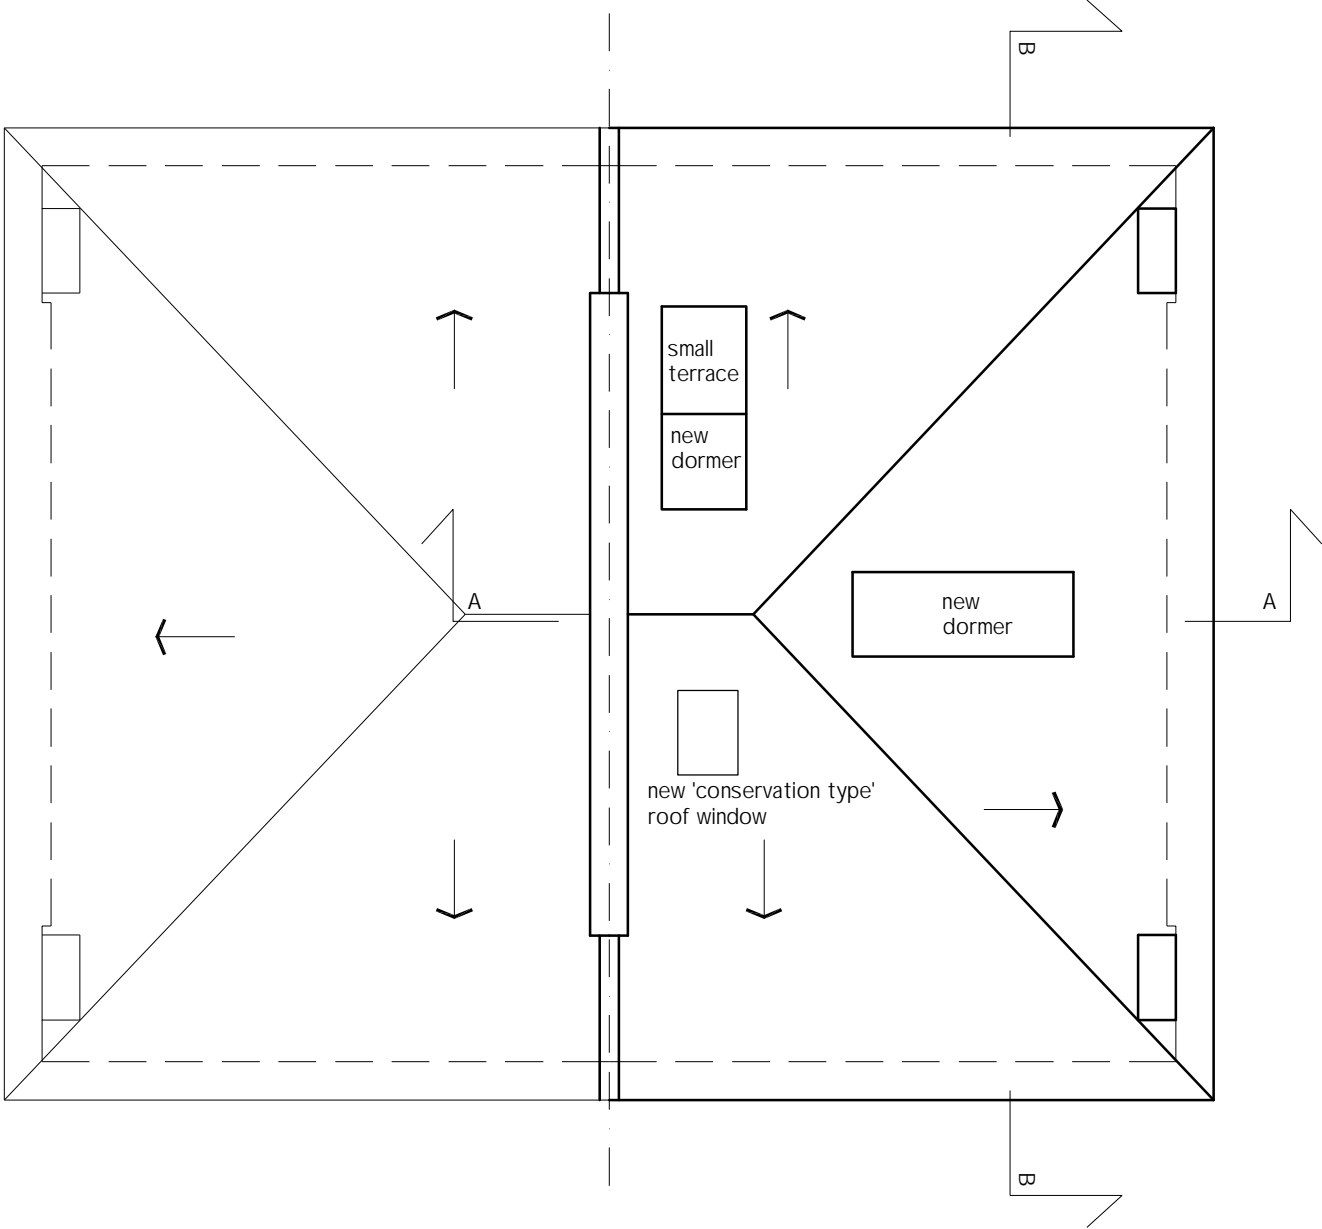 B
small
terrace
new
dormer
A
new
dormer
A
new 'conservation type'
roof window
B